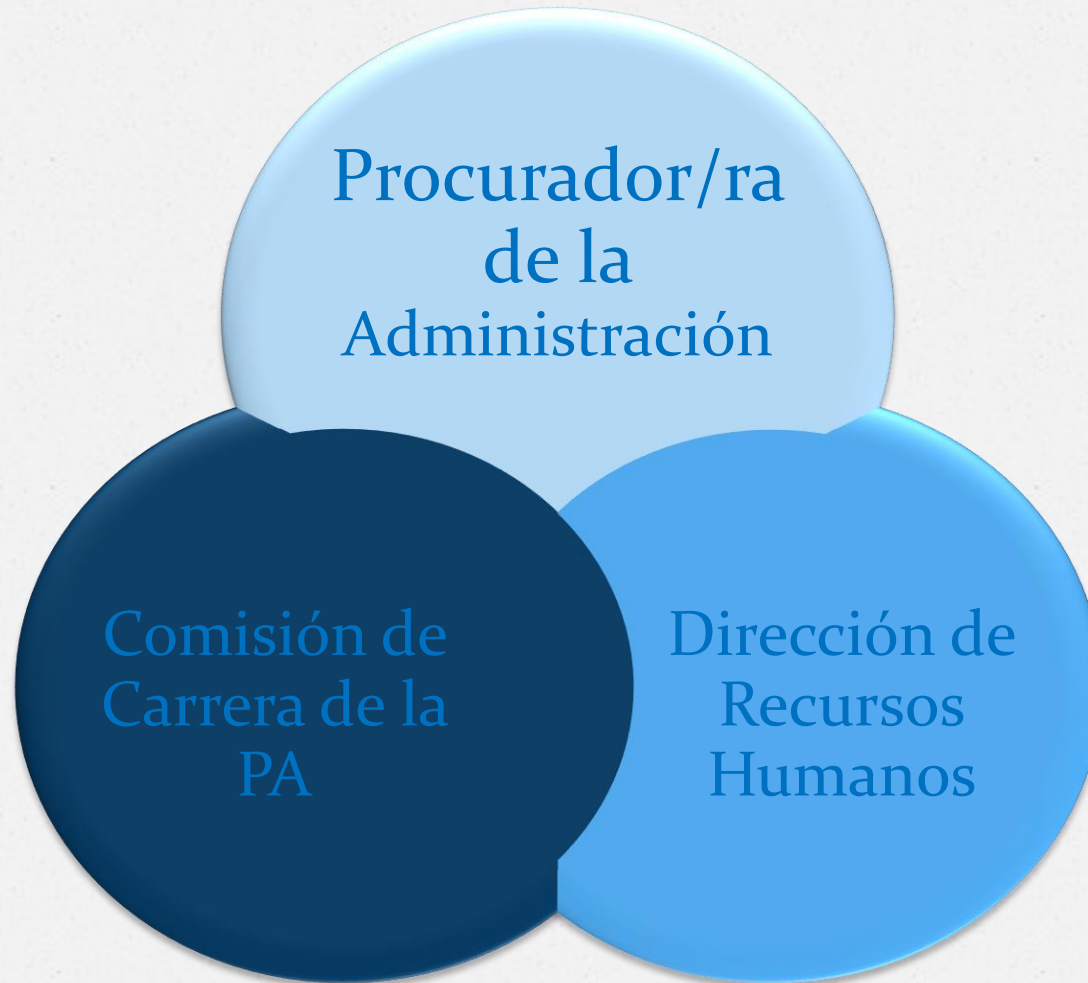 Procurador/ra
de la
Administración
Comisión de
Carrera de la
PA
Dirección de
Recursos
Humanos